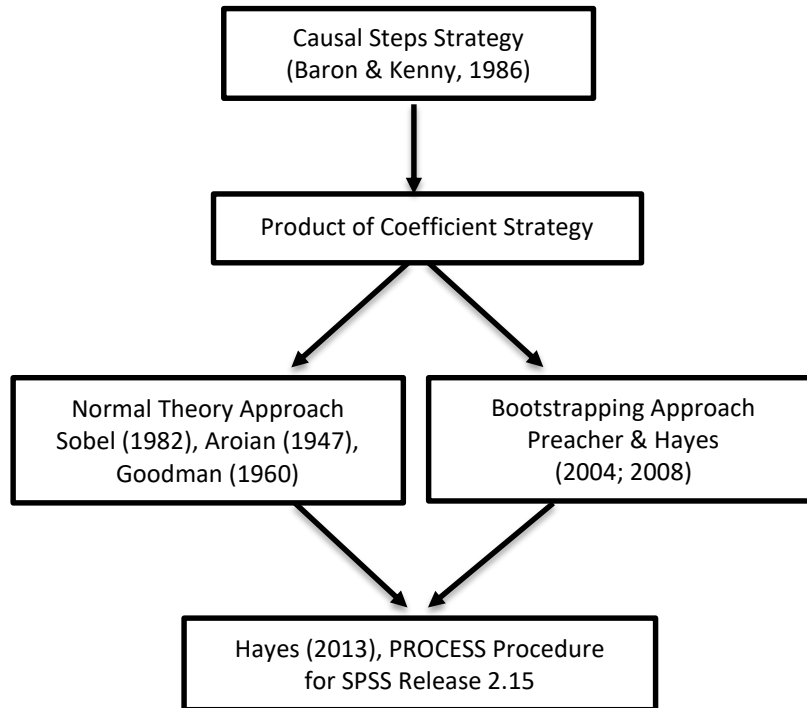 Causal Steps Strategy
(Baron & Kenny, 1986)
Product of Coefficient Strategy
Normal Theory Approach
Sobel (1982), Aroian (1947),
Goodman (1960)
Bootstrapping Approach
Preacher & Hayes
(2004; 2008)
Hayes (2013), PROCESS Procedure
for SPSS Release 2.15